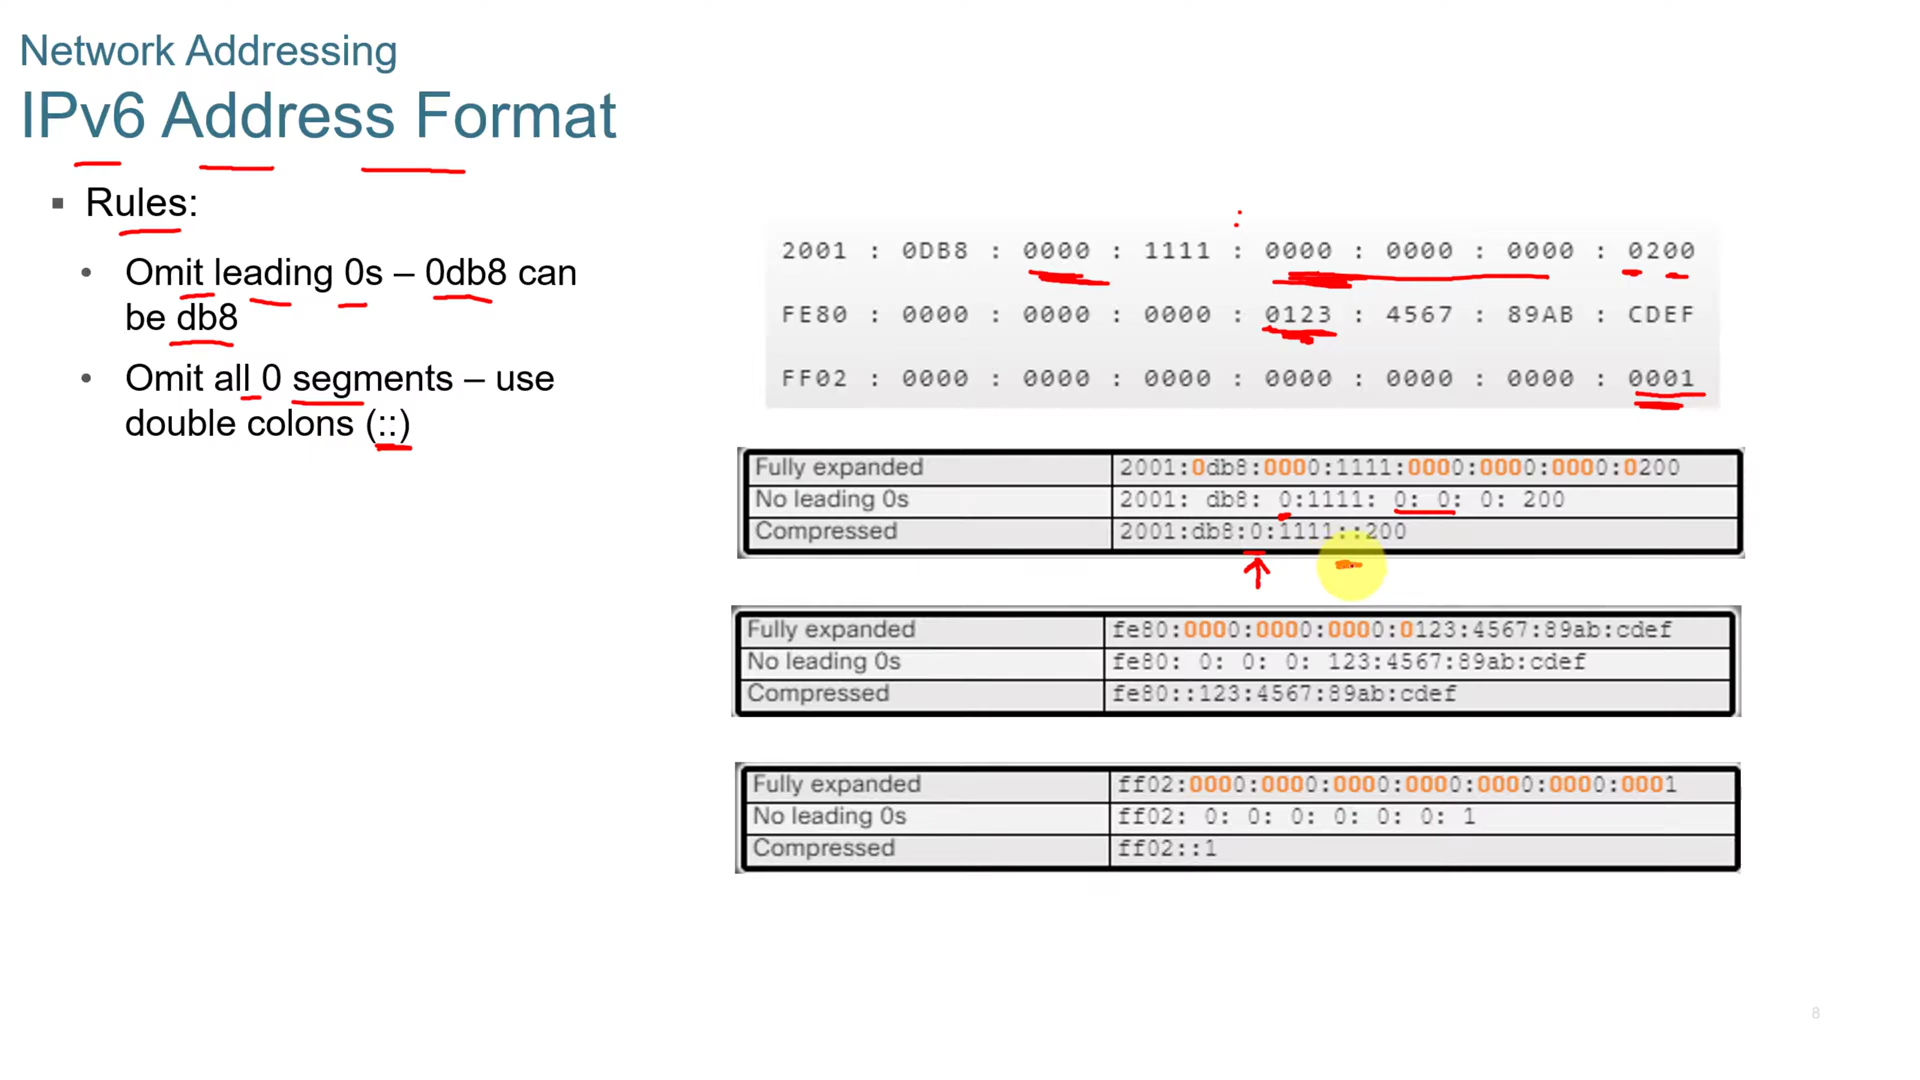 Network Addressing
IPv6 Address Format
▪ Rules:
• Omit leading 0s – 0db8 can
be db8
• Omit all 0 segments – use
double colons (::)
2001 : 0DB8 : 0000 : 1111 : 0000 : 0000 : 0000 : 0200
FE80 : 0000 : 0000 : 0000 : 0123 : 4567 : 89AB : CDEF
FF02 : 0000 : 0000 : 0000 : 0000 : 0000 : 0000 : 0001
Fully expanded 2001:0db8:0000:1111:0000:0000:0000:0200
No leading 0s 2001: db8: 0:1111: 0: 0: 0: 200
Compressed 2001:db8:0:1111::200
Fully expanded fe80:0000:0000:0000:0123:4567:89ab:cdef
No leading 0s fe80: 0: 0: 0: 123:4567:89ab:cdef
Compressed fe80::123:4567:89ab:cdef
Fully expanded ff02:0000:0000:0000:0000:0000:0000:0001
No leading 0s ff02: 0: 0: 0: 0: 0: 0: 1
Compressed ff02::1
8